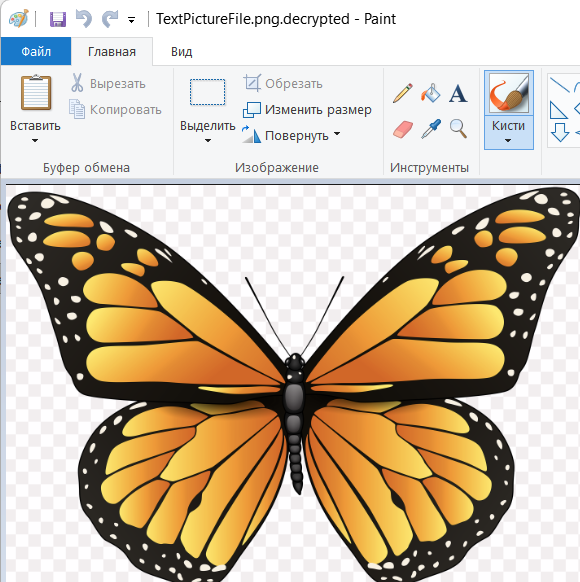 TextPictureFile.png.decrypted - Paint
Файл Главная Вид
Вставить
Вырезать
Копировать
Буфер обмена
Выделить
Обрезать
Изменить размер
Повернуть
Изображение
A
Инструменты
Кисти